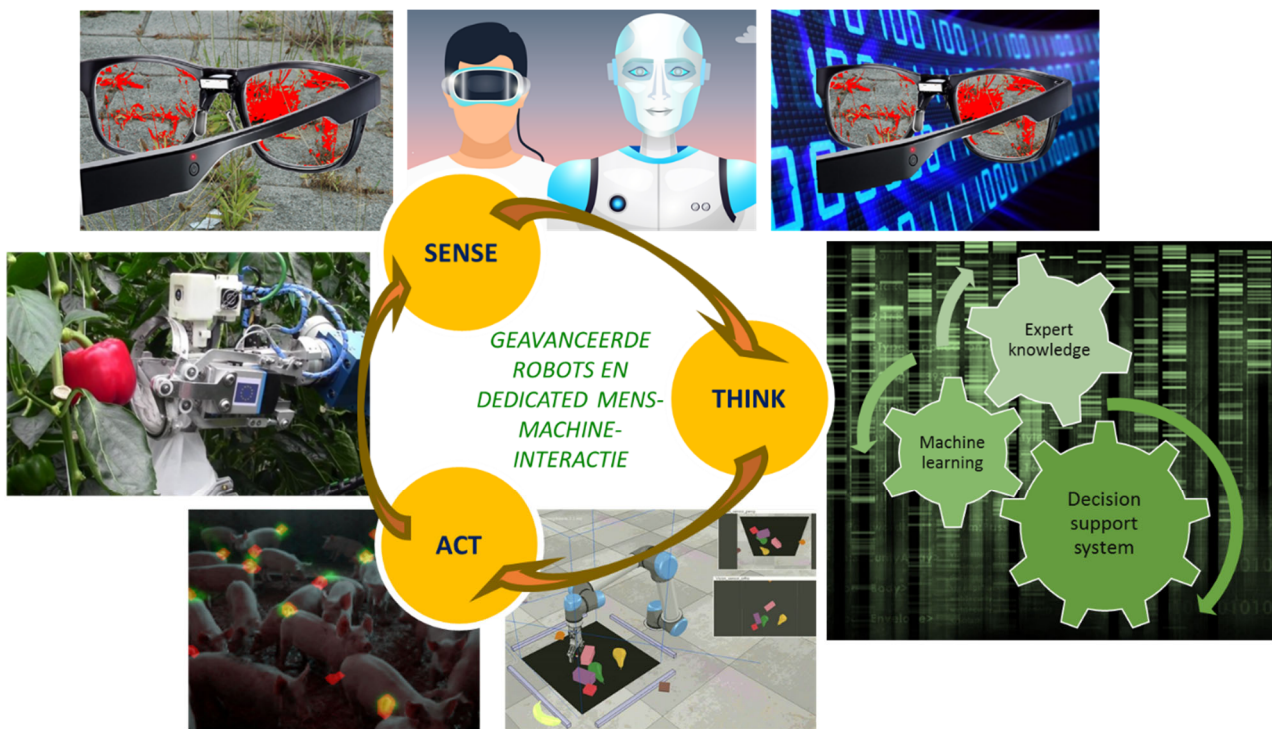 SENSE
THINK
ACT
GEAVANCEERDE
ROBOTS EN
DEDICATED MENS-
MACHINE-
INTERACTIE
Expert
knowledge
Machine
learning
Decision
support
system